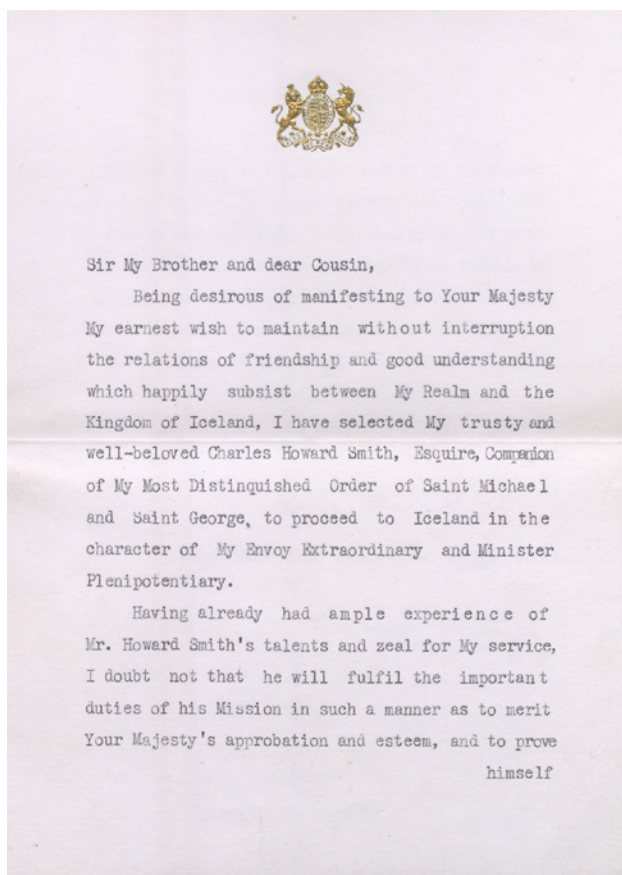 Sir My Brother and dear Cousin,
Being desirous of manifesting to Your Majesty
My earnest wish to maintain without interruption
the relations of friendship and good understanding
which happily subsist between My Realm and the
Kingdom of Iceland, I have selected My trusty and
well-beloved Charles Howard Smith, Esquire, Companion
of My Most Distinquished Order of Saint Michael
and Saint George, to proceed to Iceland in the
character of My Envoy Extraordinary and Minister
Plenipotentiary.
Having already had ample experience of
Mr. Howard Smith's talents and zeal for My service,
I doubt not that he will fulfil the important
duties of his Mission in such a manner as to merit
Your Majesty's approbation and esteem, and to prove
himself